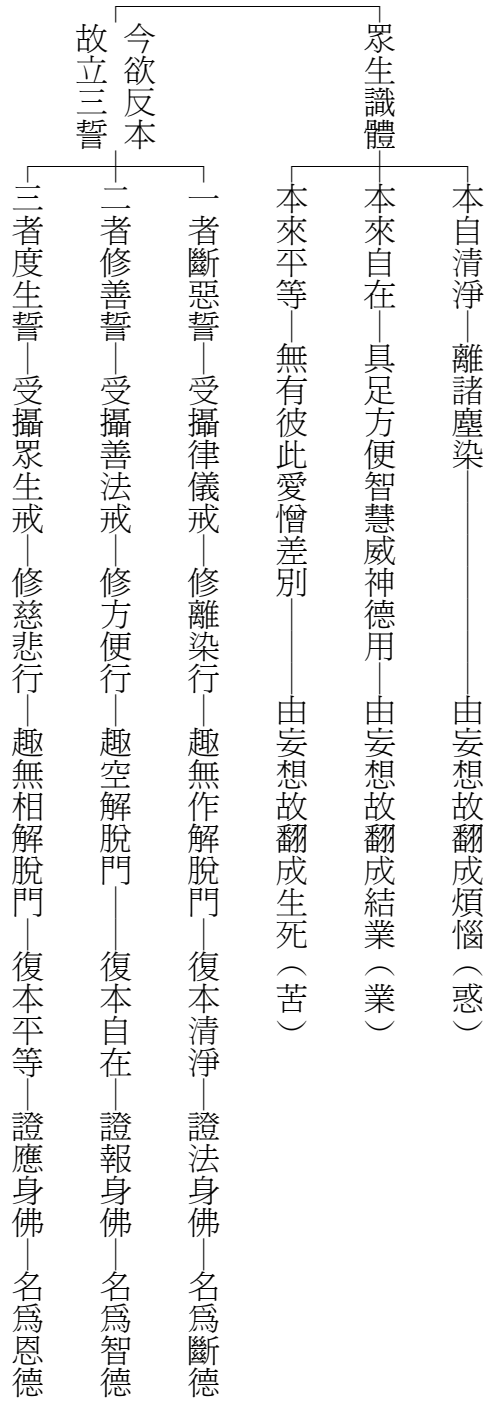 眾生識體
本自清淨—離諸塵染—由妄想故翻成煩惱（惑）
本來自在—具足方便智慧威神德用—由妄想故翻成結業（業）
本來平等—無有彼此愛憎差別—由妄想故翻成生死（苦）
今欲反本
故立三誓
一者斷惡誓—受攝律儀戒—修離染行—趣無作解脫門—復本清淨—證法身佛—名爲斷德
二者修善誓—受攝善法戒—修方便行—趣空解脫門—復本自在—證報身佛—名爲智德
三者度生誓—受攝眾生戒—修慈悲行—趣無相解脫門—復本平等—證應身佛—名爲恩德